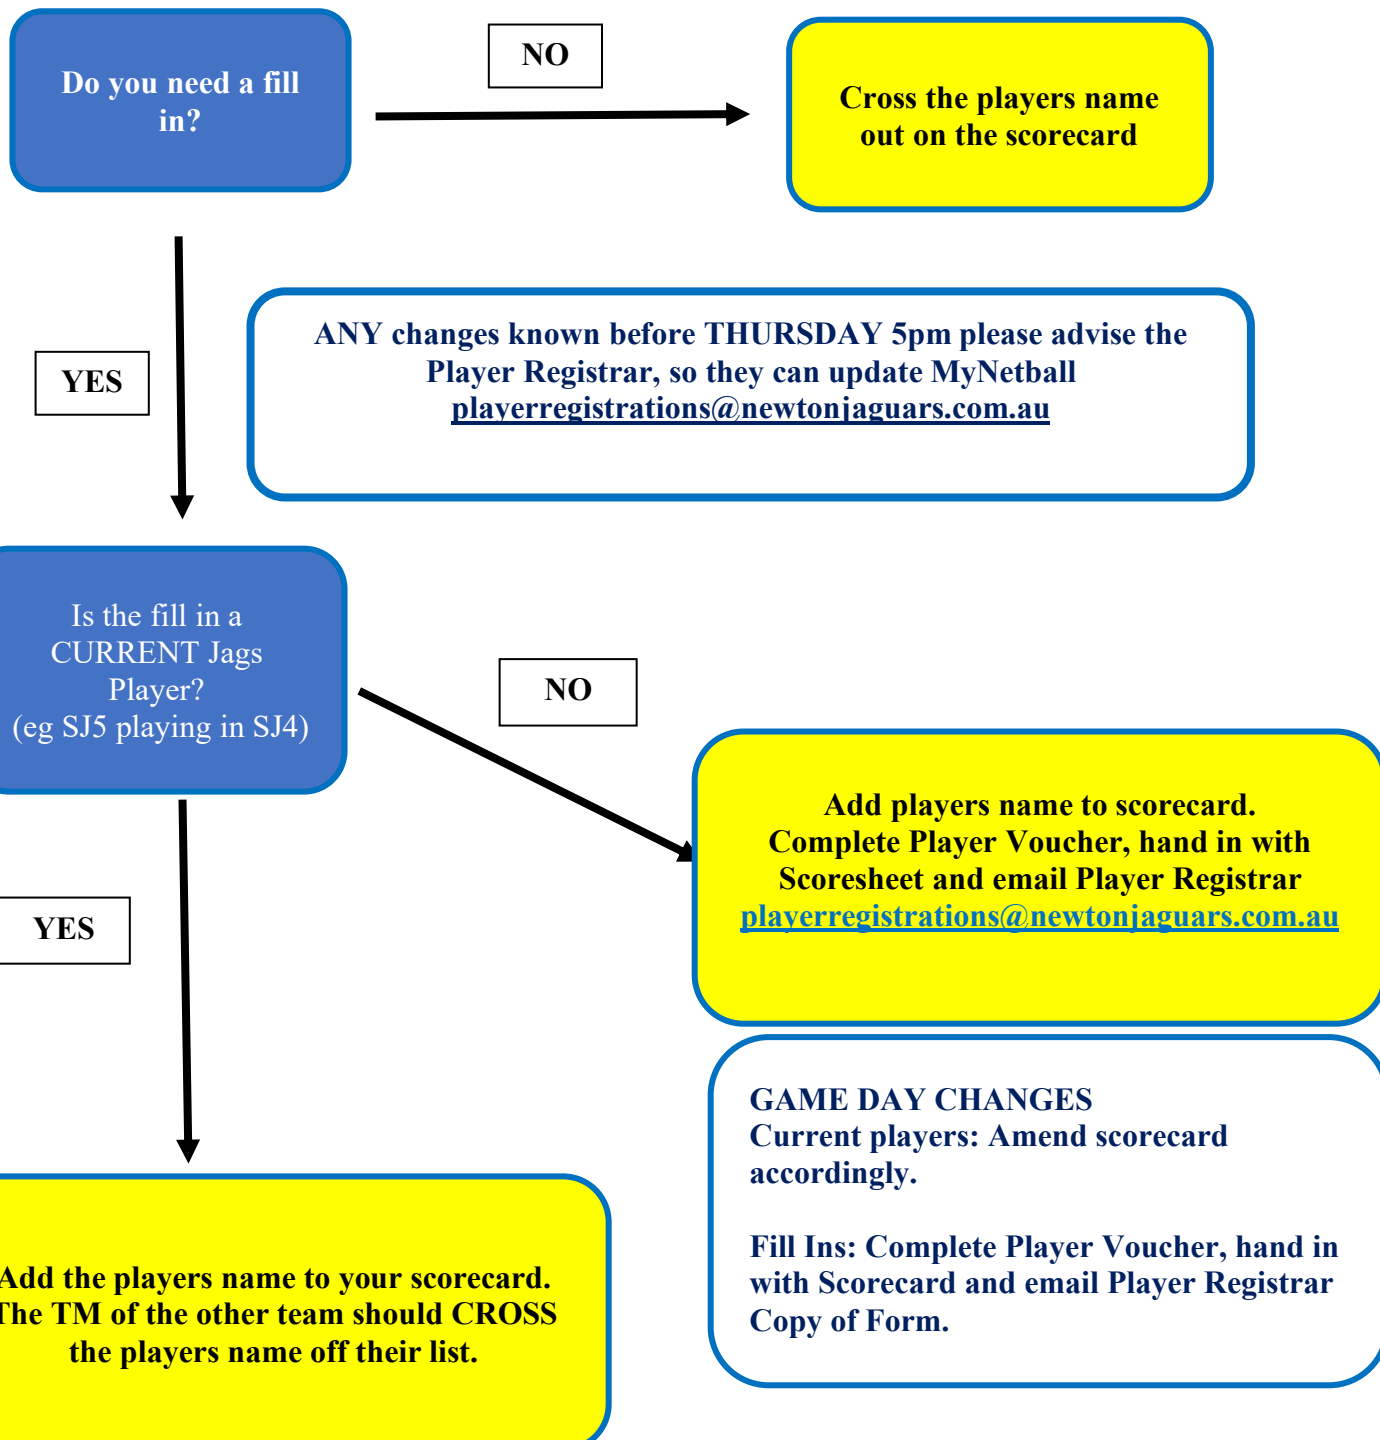 Do you need a fill
in?
NO
Cross the players name
out on the scorecard
ANY changes known before THURSDAY 5pm please advise the
Player Registrar, so they can update MyNetball
playerregistrations@newtonjaguars.com.au
YES
Is the fill in a
CURRENT Jags
Player?
(eg SJ5 playing in SJ4)
NO
Add players name to scorecard.
Complete Player Voucher, hand in with
Scoresheet and email Player Registrar
playerregistrations@newtonjaguars.com.au
YES
GAME DAY CHANGES
Current players: Amend scorecard
accordingly.
Fill Ins: Complete Player Voucher, hand in
with Scorecard and email Player Registrar
Copy of Form.
Add the players name to your scorecard.
The TM of the other team should CROSS
the players name off their list.